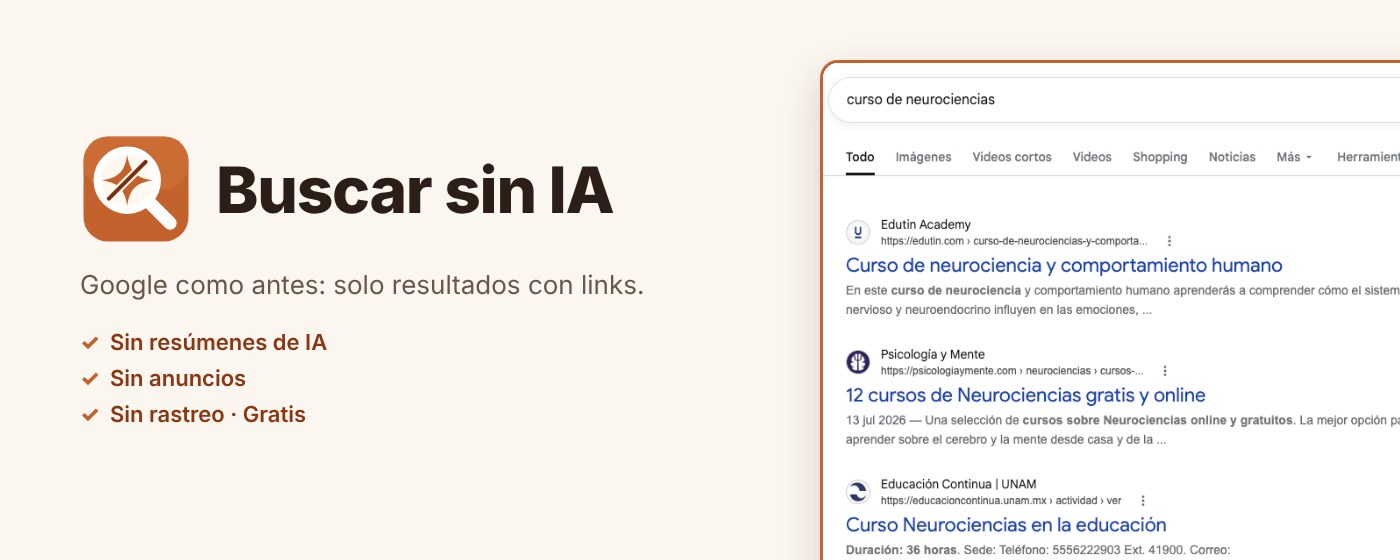 Buscar sin IA
Google como antes: solo resultados con links.
Sin resúmenes de IA
Sin anuncios
Sin rastreo · Gratis
curso de neurociencias
Todo Imágenes Videos cortos Videos Shopping Noticias Más Herramient
Edutin Academy
https://edutin.com › curso-de-neurociencias-y-comporta...
Curso de neurociencia y comportamiento humano
En este curso de neurociencia y comportamiento humano aprenderás a comprender cómo el sistem
nervioso y neuroendocrino influyen en las emociones, ...
Psicología y Mente
https://psicologiaymente.com › neurociencias › cursos-...
12 cursos de Neurociencias gratis y online
13 jul 2026 — Una selección de cursos sobre Neurociencias online y gratuitos. La mejor opción pa
aprender sobre el cerebro y la mente desde casa y de la ...
Educación Continua | UNAM
https://educacioncontinua.unam.mx › actividad › ver
Curso Neurociencias en la educación
Duración: 36 horas. Sede: Teléfono: 5556222903 Ext. 41900. Correo: